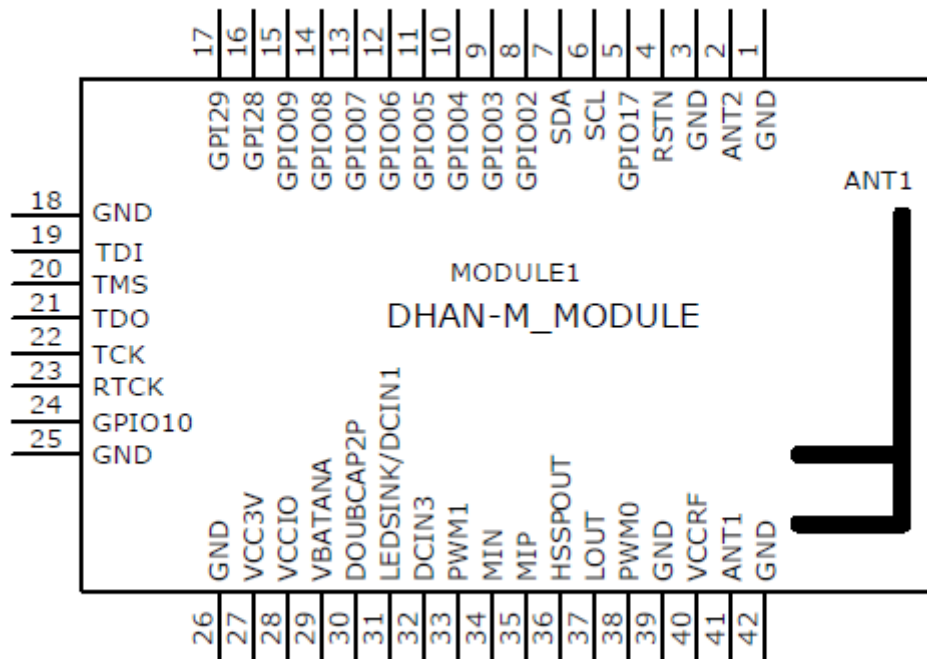 17 16 15 14 13 12 11 10 9 8 7 6 5 4 3 2 1
GPI29 GPI28 GPIO09 GPIO08 GPIO07 GPIO06 GPIO05 GPIO04 GPIO03 GPIO02 SDA SCL GPIO17 RSTN GND ANT2 GND
ANT1
18 GND
19 TDI
20 TMS
21 TDO
22 TCK
23 RTCK
24 GPIO10
25 GND
MODULE1
DHAN-M_MODULE
GND VCC3V VCCIO VBATANA DOUBCAP2P LEDSINK/DCIN1 DCIN3 PWM1 MIN MIP HSSPOUT LOUT PWM0 GND VCCRF ANT1 GND
26 27 28 29 30 31 32 33 34 35 36 37 38 39 40 41 42